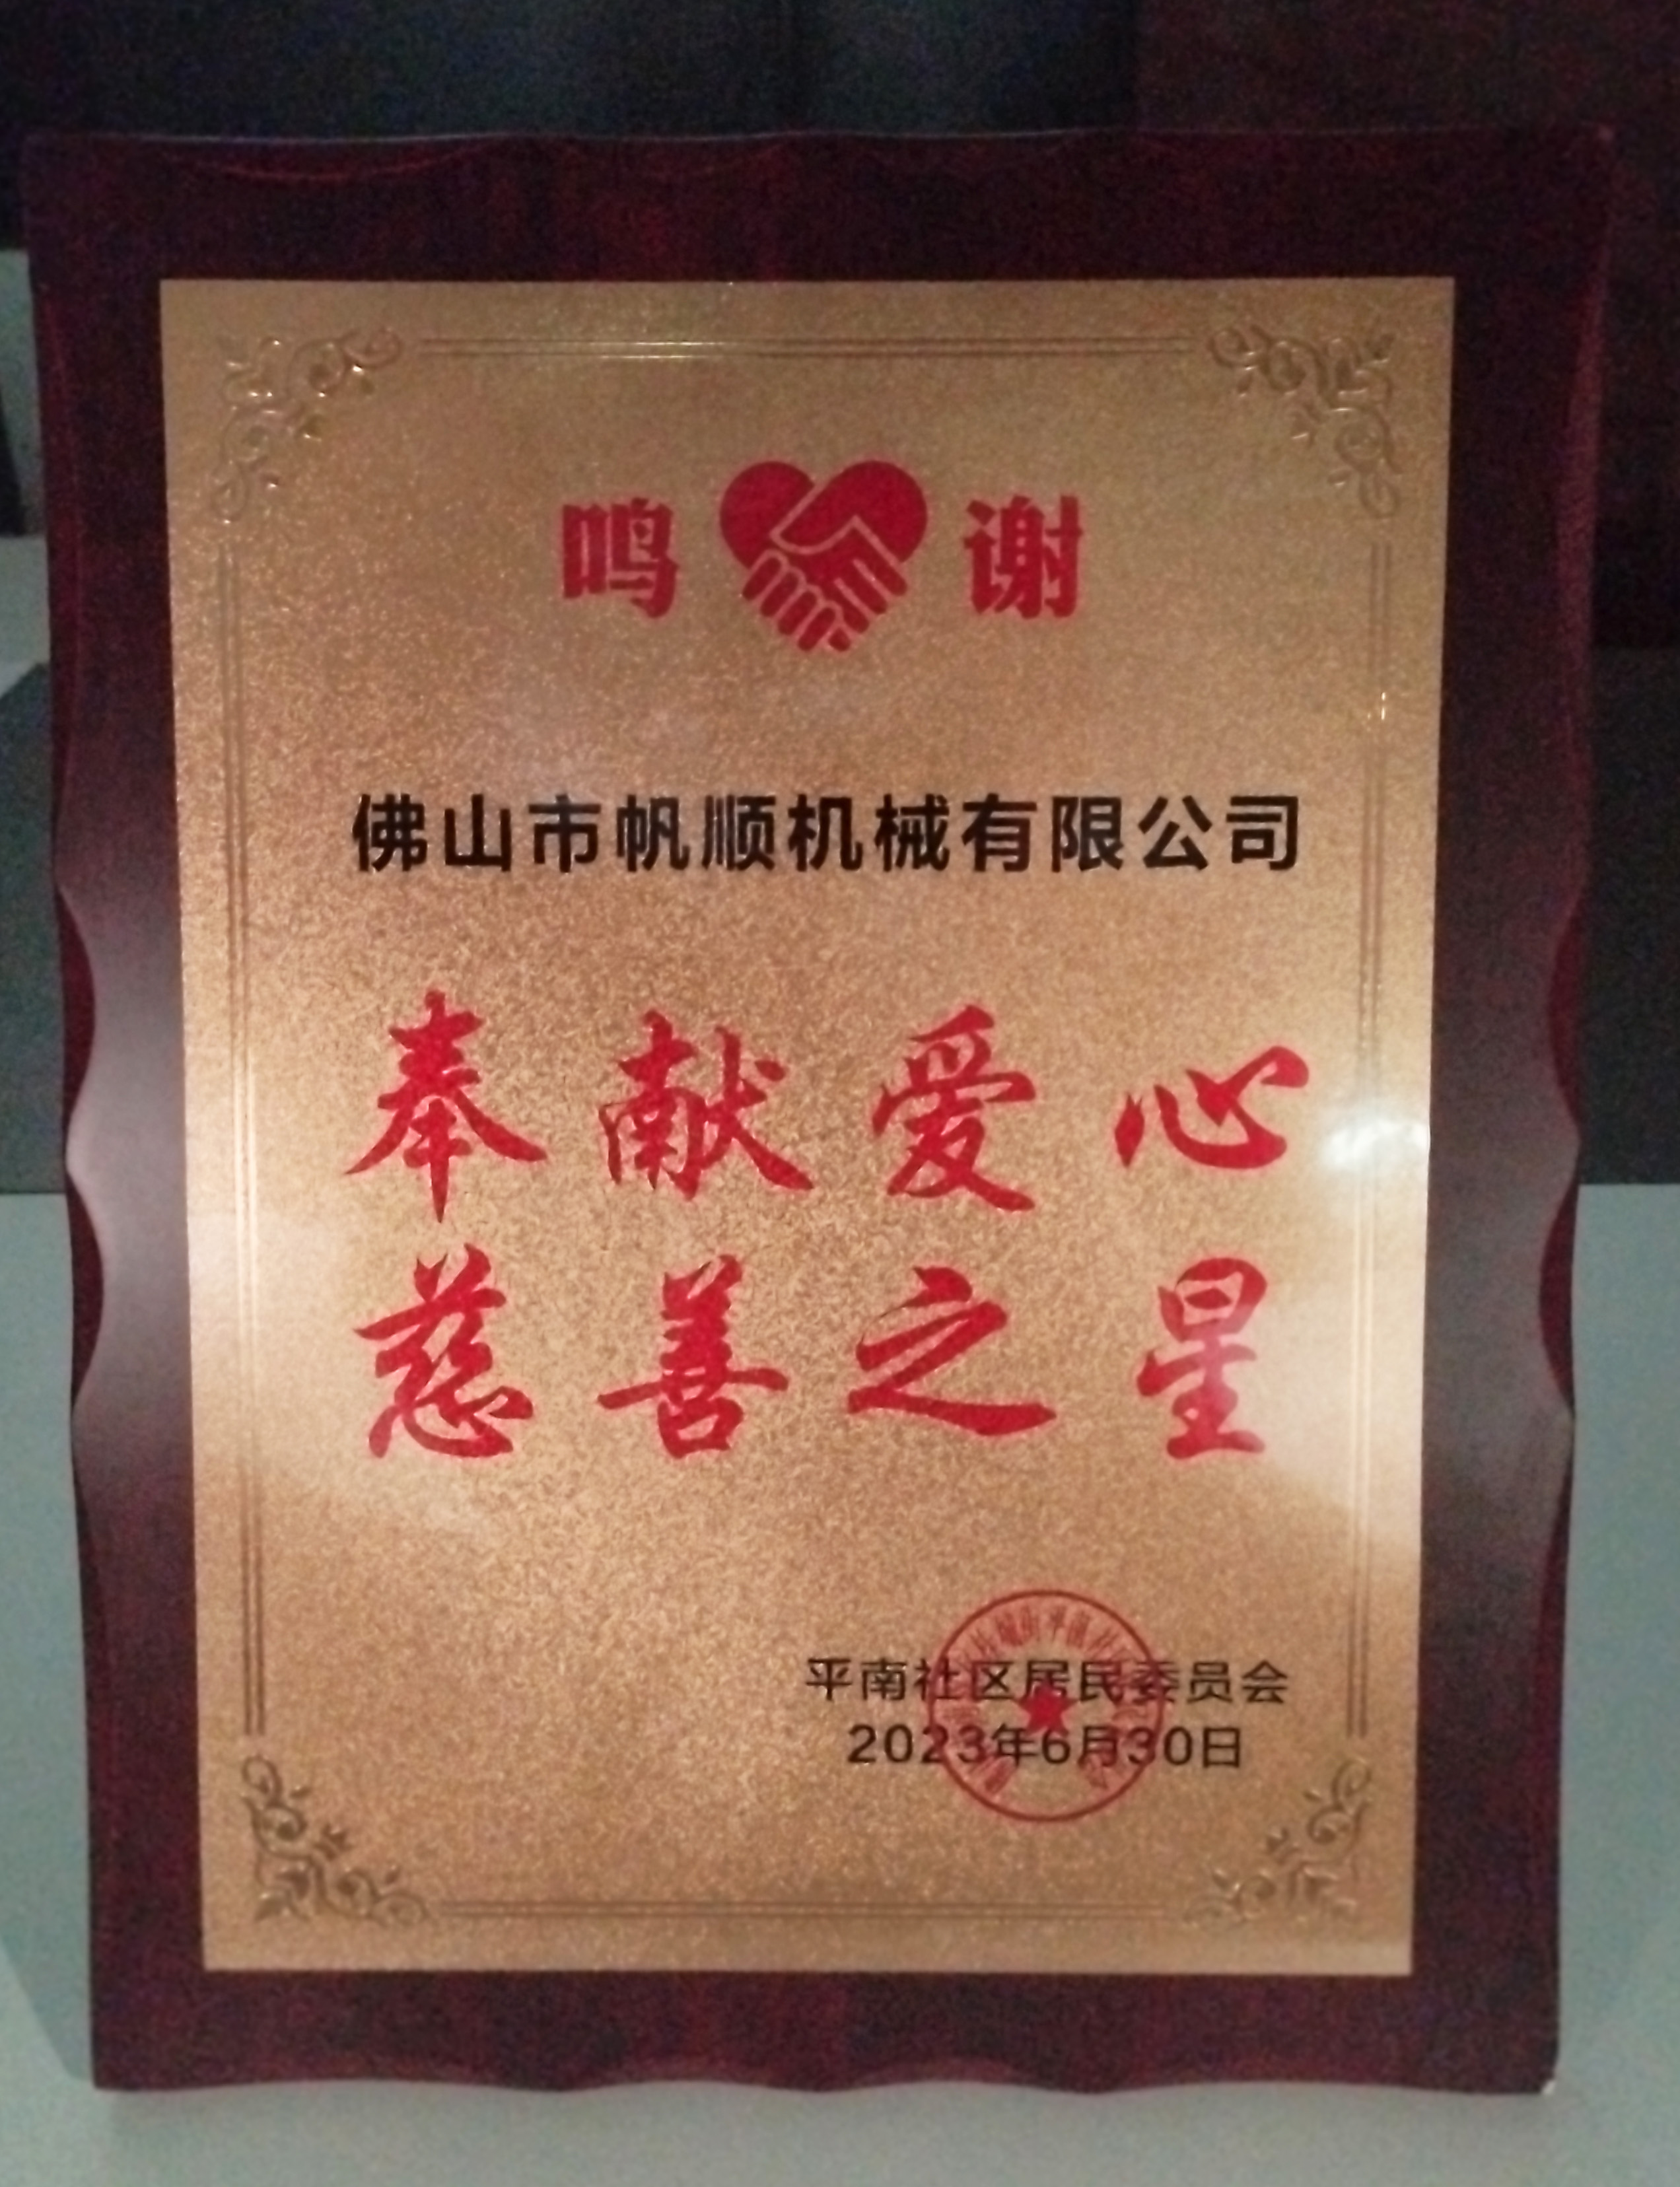 鸣谢
佛山市帆顺机械有限公司
奉献爱心
慈善之星
平南社区居民委员会
2023年6月30日